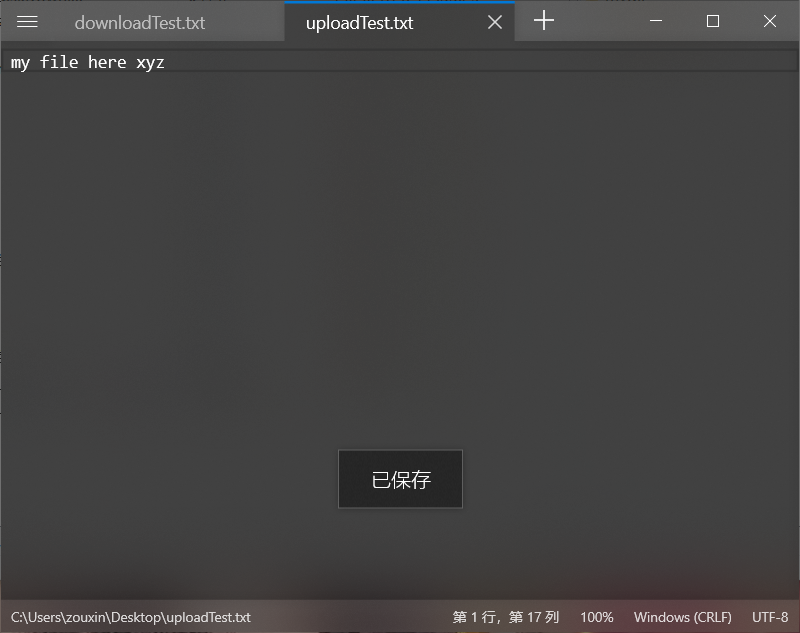 downloadTest.txt uploadTest.txt
my file here xyz
已保存
C:\Users\zouxin\Desktop\uploadTest.txt 第 1 行，第 17 列 100% Windows (CRLF) UTF-8